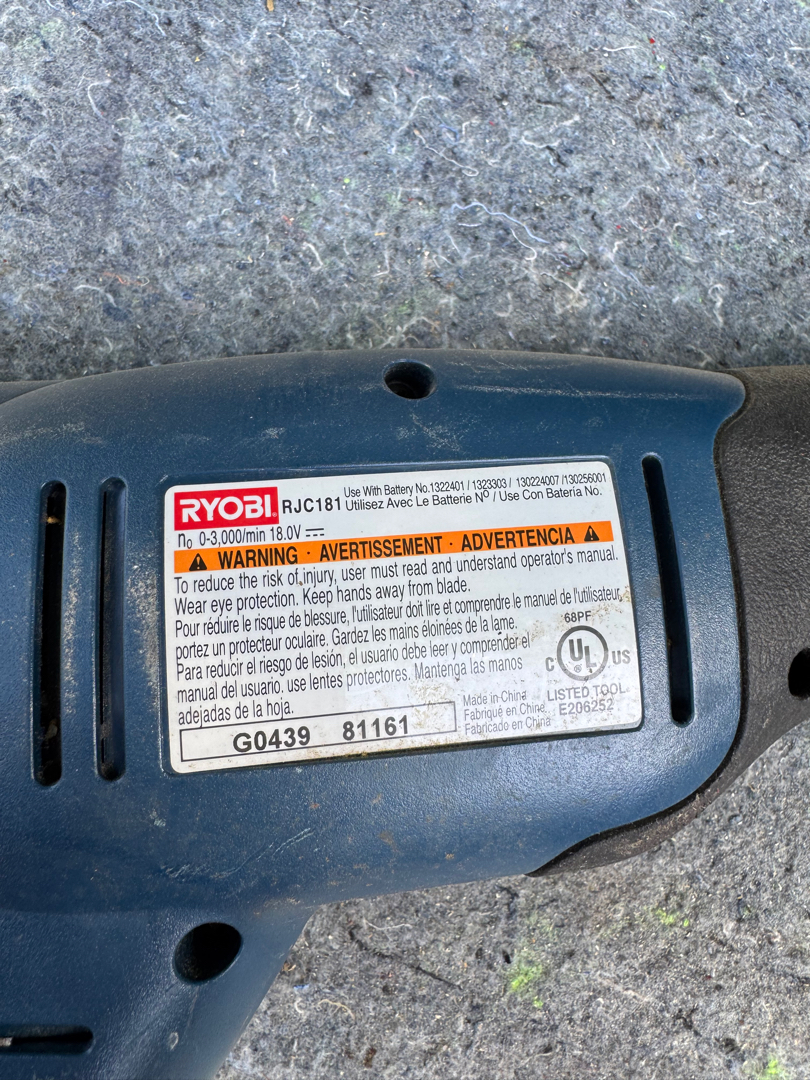 RYOBI RJC181 Use With Battery No.1322401 / 1323303 / 130224007 /130256001
Utilisez Avec Le Batterie Nº / Use Con Batería No.
n₀ 0-3,000/min 18.0V ⎓
⚠ WARNING · AVERTISSEMENT · ADVERTENCIA ⚠
To reduce the risk of injury, user must read and understand operator's manual.
Wear eye protection. Keep hands away from blade.
Pour réduire le risque de blessure, l'utilisateur doit lire et comprendre le manuel de l'utilisateur,
portez un protecteur oculaire. Gardez les mains éloinées de la lame.
Para reducir el riesgo de lesión, el usuario debe leer y comprender el
manual del usuario, use lentes protectores. Mantenga las manos
adejadas de la hoja.
68PF
C UL US
®
LISTED TOOL
E206252
Made in China
Fabriqué en Chine
Fabricado en China
G0439 81161